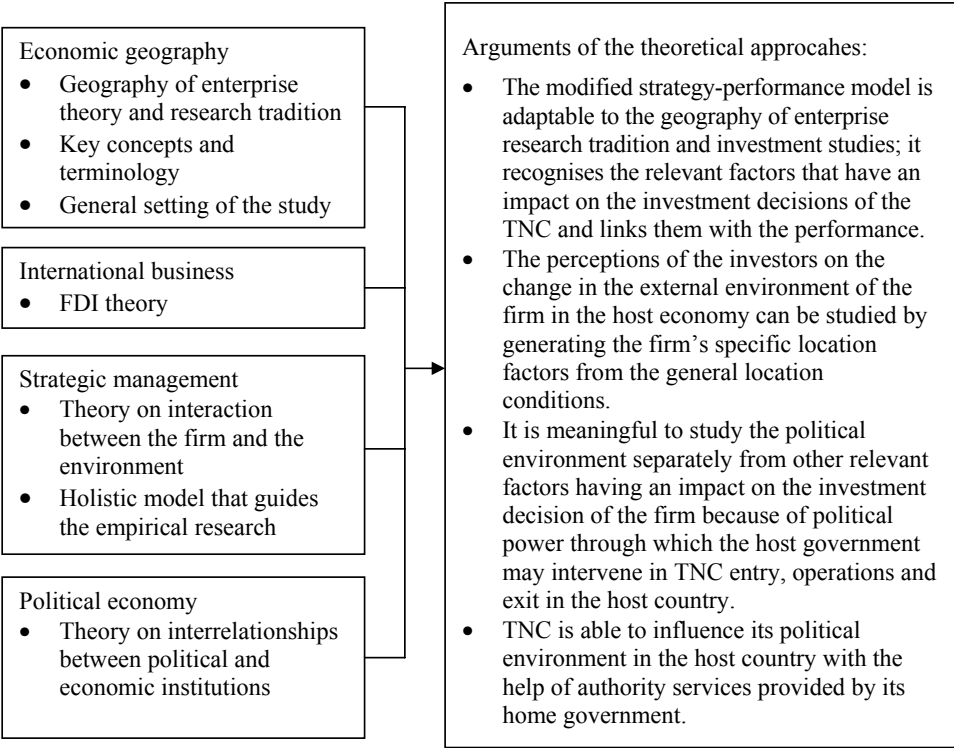 Economic geography
• Geography of enterprise
theory and research tradition
• Key concepts and
terminology
• General setting of the study
International business
• FDI theory
Strategic management
• Theory on interaction
between the firm and the
environment
• Holistic model that guides
the empirical research
Political economy
• Theory on interrelationships
between political and
economic institutions
Arguments of the theoretical approcahes:
• The modified strategy-performance model is
adaptable to the geography of enterprise
research tradition and investment studies; it
recognises the relevant factors that have an
impact on the investment decisions of the
TNC and links them with the performance.
• The perceptions of the investors on the
change in the external environment of the
firm in the host economy can be studied by
generating the firm’s specific location
factors from the general location
conditions.
• It is meaningful to study the political
environment separately from other relevant
factors having an impact on the investment
decision of the firm because of political
power through which the host government
may intervene in TNC entry, operations and
exit in the host country.
• TNC is able to influence its political
environment in the host country with the
help of authority services provided by its
home government.